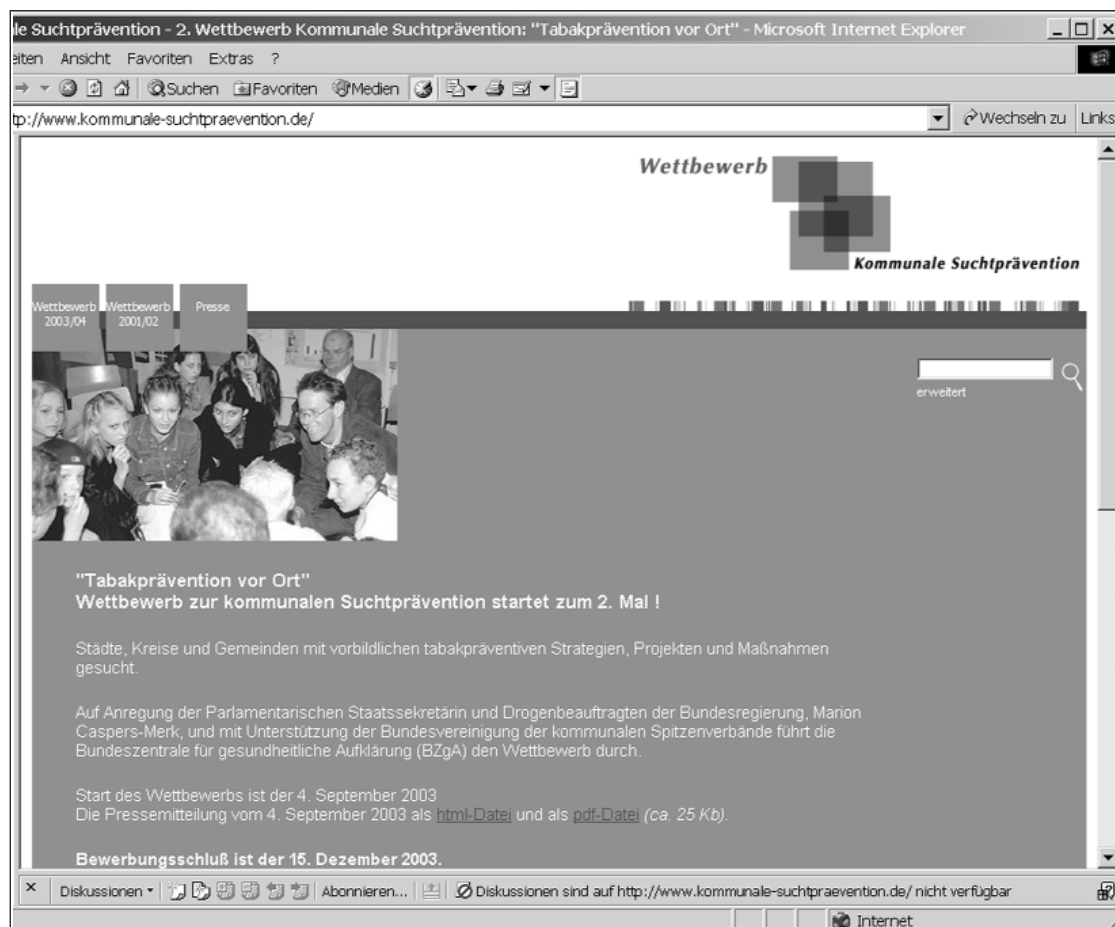 le Suchtprävention - 2. Wettbewerb Kommunale Suchtprävention: "Tabakprävention vor Ort" - Microsoft Internet Explorer
eiten Ansicht Favoriten Extras ?
Suchen Favoriten Medien
tp://www.kommunale-suchtpraevention.de/ Wechseln zu Links
Wettbewerb
Kommunale Suchtprävention
Wettbewerb 2003/04
Wettbewerb 2001/02
Presse
erweitert
"Tabakprävention vor Ort"
Wettbewerb zur kommunalen Suchtprävention startet zum 2. Mal !
Städte, Kreise und Gemeinden mit vorbildlichen tabakpräventiven Strategien, Projekten und Maßnahmen
gesucht.
Auf Anregung der Parlamentarischen Staatssekretärin und Drogenbeauftragten der Bundesregierung, Marion
Caspers-Merk, und mit Unterstützung der Bundesvereinigung der kommunalen Spitzenverbände führt die
Bundeszentrale für gesundheitliche Aufklärung (BZgA) den Wettbewerb durch.
Start des Wettbewerbs ist der 4. September 2003
Die Pressemitteilung vom 4. September 2003 als html-Datei und als pdf-Datei (ca. 25 Kb).
Bewerbungsschluß ist der 15. Dezember 2003.
Diskussionen Abonnieren... Diskussionen sind auf http://www.kommunale-suchtpraevention.de/ nicht verfügbar
Internet